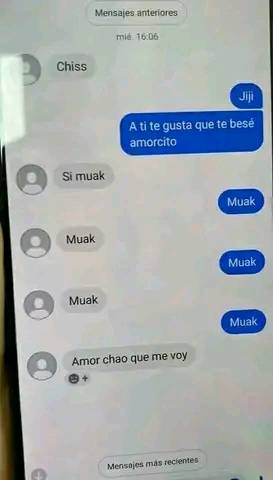 Mensajes anteriores
mié. 16:06
Chiss
Jiji
A ti te gusta que te besé
amorcito
Si muak
Muak
Muak
Muak
Muak
Muak
Amor chao que me voy
Mensajes más recientes